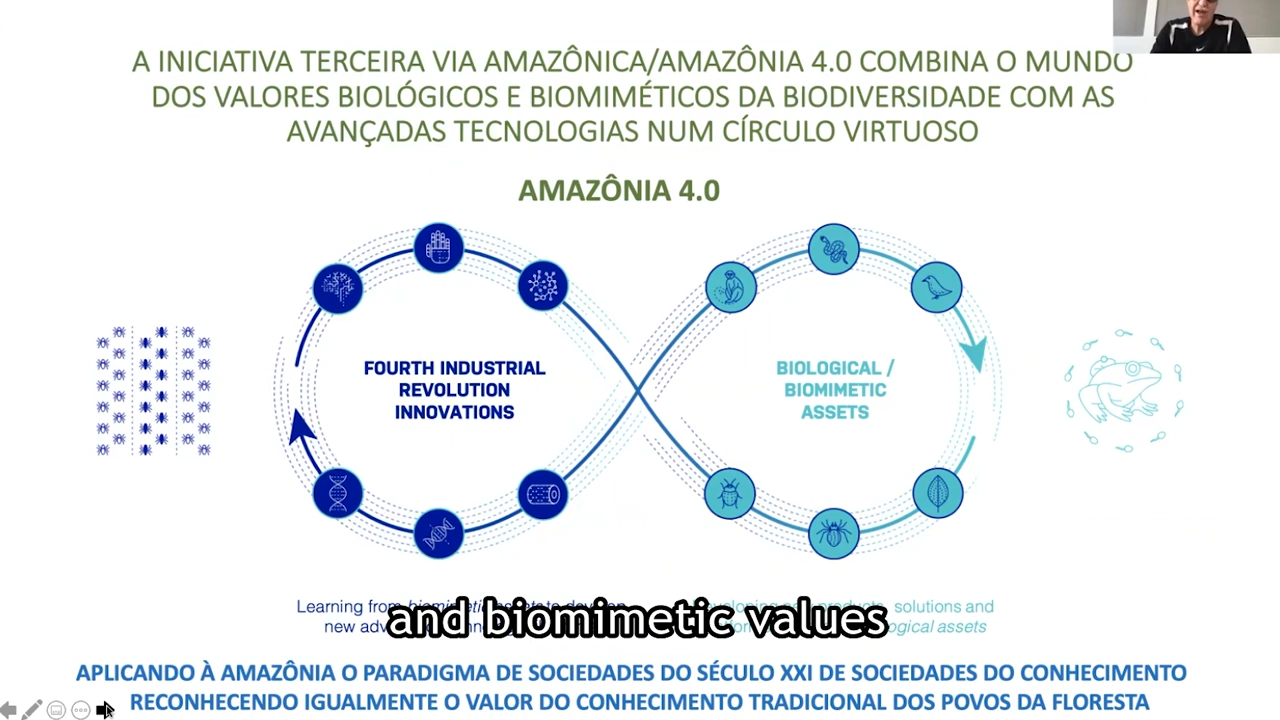 A INICIATIVA TERCEIRA VIA AMAZÔNICA/AMAZÔNIA 4.0 COMBINA O MUNDO
DOS VALORES BIOLÓGICOS E BIOMIMÉTICOS DA BIODIVERSIDADE COM AS
AVANÇADAS TECNOLOGIAS NUM CÍRCULO VIRTUOSO
AMAZÔNIA 4.0
FOURTH INDUSTRIAL
REVOLUTION
INNOVATIONS
BIOLOGICAL /
BIOMIMETIC
ASSETS
Learning from
solutions and
new
assets
and biomimetic values
APLICANDO À AMAZÔNIA O PARADIGMA DE SOCIEDADES DO SÉCULO XXI DE SOCIEDADES DO CONHECIMENTO
RECONHECENDO IGUALMENTE O VALOR DO CONHECIMENTO TRADICIONAL DOS POVOS DA FLORESTA